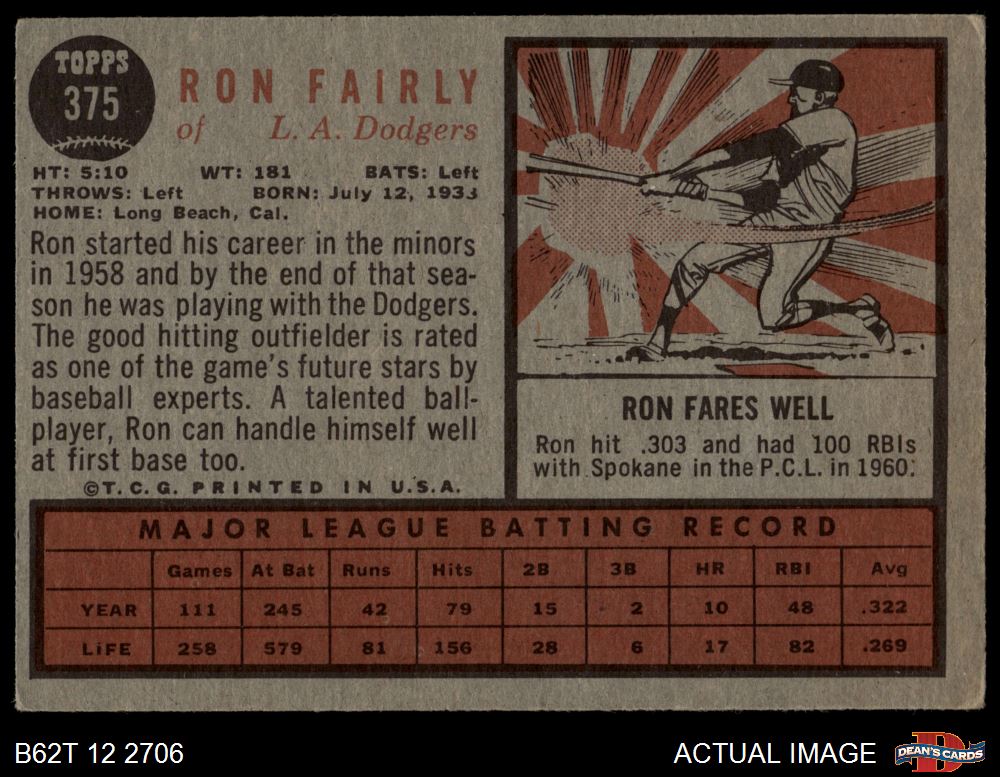 TOPPS
375
RON FAIRLY
of L. A. Dodgers
HT: 5:10 WT: 181 BATS: Left
THROWS: Left BORN: July 12, 1933
HOME: Long Beach, Cal.
Ron started his career in the minors
in 1958 and by the end of that sea-
son he was playing with the Dodgers.
The good hitting outfielder is rated
as one of the game's future stars by
baseball experts. A talented ball-
player, Ron can handle himself well
at first base too.
©T. C. G. PRINTED IN U.S.A.
RON FARES WELL
Ron hit .303 and had 100 RBIs
with Spokane in the P.C.L. in 1960.
MAJOR LEAGUE BATTING RECORD
Games At Bat Runs Hits 2B 3B HR RBI Avg
YEAR 111 245 42 79 15 2 10 48 .322
LiFE 258 579 81 156 28 6 17 82 .269
B62T 12 2706
ACTUAL IMAGE
D
DEAN'S CARDS